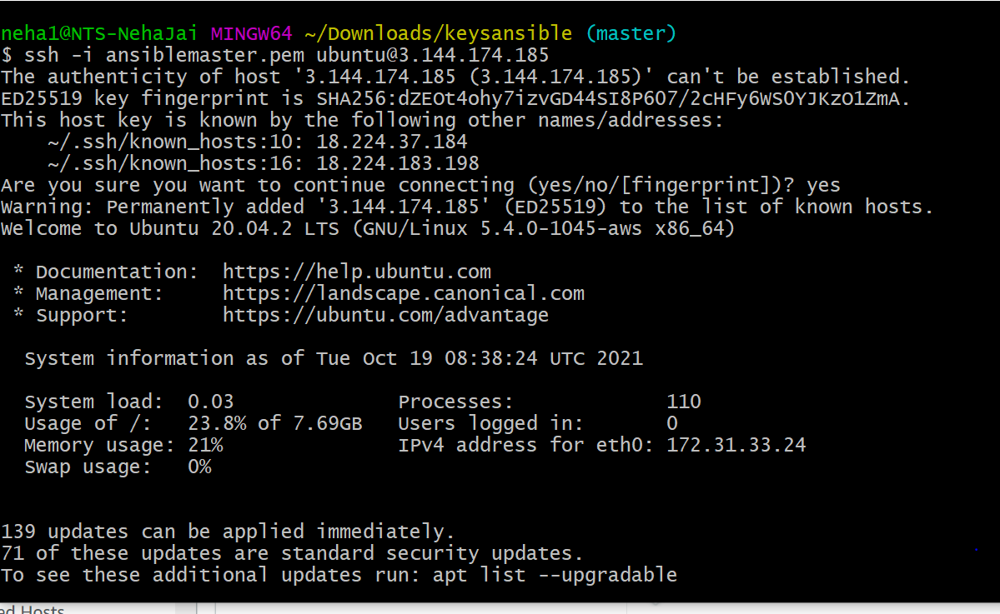 neha1@NTS-NehaJai MINGW64 ~/Downloads/keysansible (master)
$ ssh -i ansiblemaster.pem ubuntu@3.144.174.185
The authenticity of host '3.144.174.185 (3.144.174.185)' can't be established.
ED25519 key fingerprint is SHA256:dZEOt4ohy7izvGD44SI8P6O7/2cHFy6WSOYJKzO1ZmA.
This host key is known by the following other names/addresses:
    ~/.ssh/known_hosts:10: 18.224.37.184
    ~/.ssh/known_hosts:16: 18.224.183.198
Are you sure you want to continue connecting (yes/no/[fingerprint])? yes
Warning: Permanently added '3.144.174.185' (ED25519) to the list of known hosts.
Welcome to Ubuntu 20.04.2 LTS (GNU/Linux 5.4.0-1045-aws x86_64)

 * Documentation:  https://help.ubuntu.com
 * Management:     https://landscape.canonical.com
 * Support:        https://ubuntu.com/advantage

  System information as of Tue Oct 19 08:38:24 UTC 2021

  System load:  0.03              Processes:             110
  Usage of /:   23.8% of 7.69GB   Users logged in:       0
  Memory usage: 21%               IPv4 address for eth0: 172.31.33.24
  Swap usage:   0%

139 updates can be applied immediately.
71 of these updates are standard security updates.
To see these additional updates run: apt list --upgradable
ed Hosts